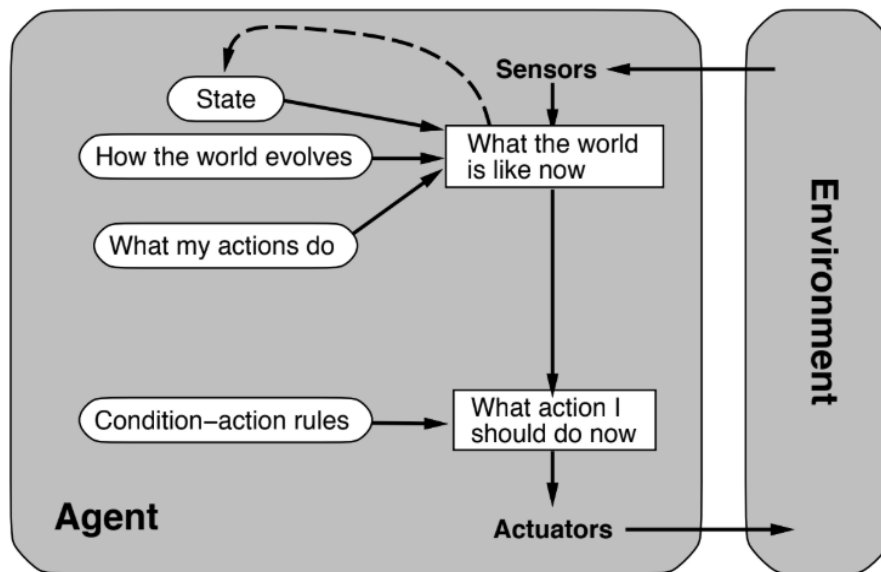 Sensors
State
What the world
is like now
How the world evolves
What my actions do
Environment
Condition–action rules
What action I
should do now
Agent
Actuators